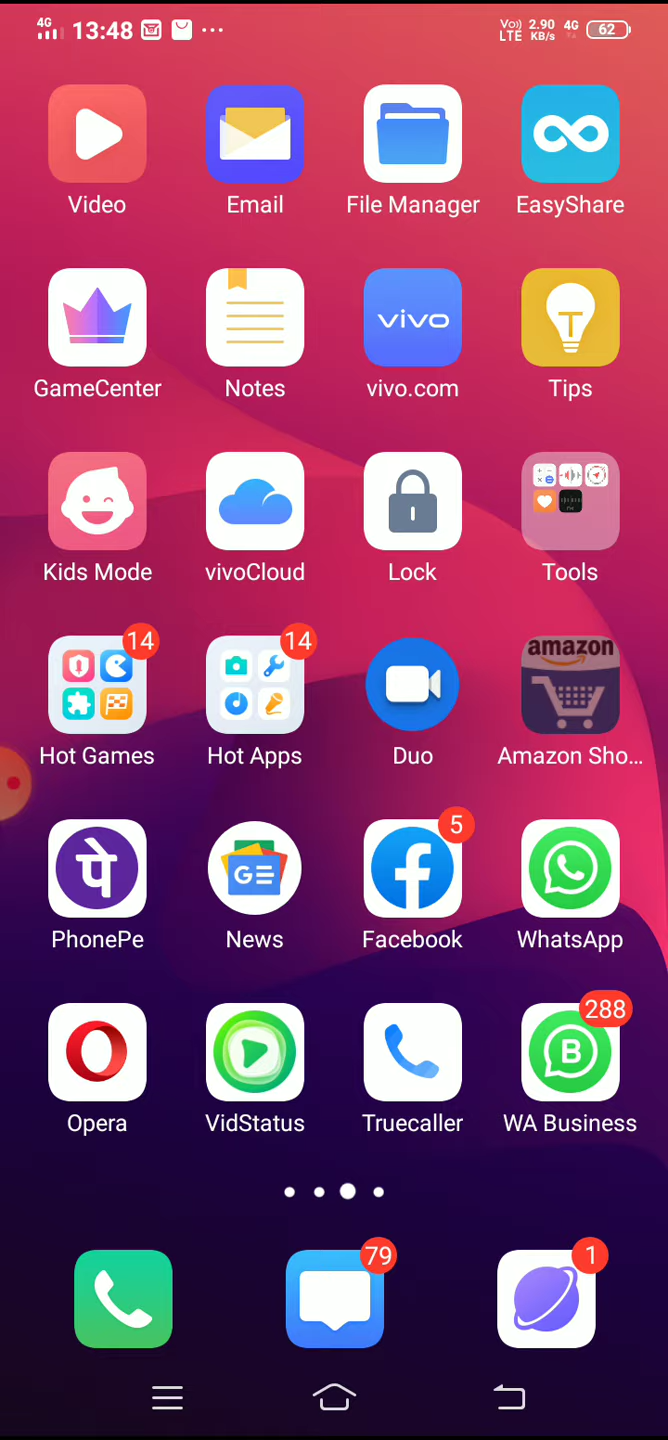 4G 13:48 ... Vo)) LTE 2.90 KB/s 4G 62
Video Email File Manager EasyShare
vivo T
GameCenter Notes vivo.com Tips
Kids Mode vivoCloud Lock Tools
14 14 amazon
Hot Games Hot Apps Duo Amazon Sho...
पे GE f 5
PhonePe News Facebook WhatsApp
B 288
Opera VidStatus Truecaller WA Business
79 1